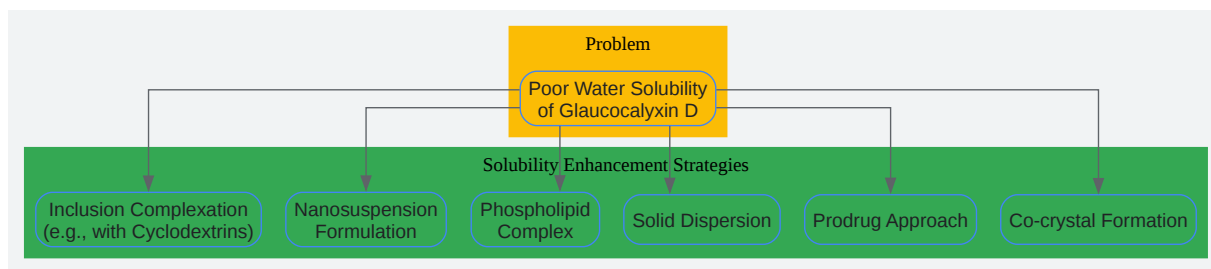 Problem
Poor Water Solubility
of Glaucocalyxin D
Solubility Enhancement Strategies
Inclusion Complexation
(e.g., with Cyclodextrins)
Nanosuspension
Formulation
Phospholipid
Complex
Solid Dispersion
Prodrug Approach
Co-crystal Formation